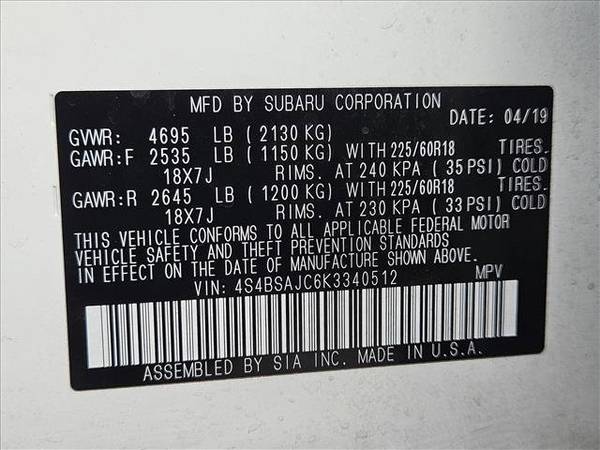 MFD BY SUBARU CORPORATION
DATE: 04/19
GVWR: 4695 LB ( 2130 KG)
GAWR:F 2535 LB ( 1150 KG) WITH 225/60R18 TIRES.
18X7J RIMS. AT 240 KPA ( 35 PSI) COLD
GAWR:R 2645 LB ( 1200 KG) WITH 225/60R18 TIRES.
18X7J RIMS. AT 230 KPA ( 33 PSI) COLD
THIS VEHICLE CONFORMS TO ALL APPLICABLE FEDERAL MOTOR
VEHICLE SAFETY AND THEFT PREVENTION STANDARDS
IN EFFECT ON THE DATE OF MANUFACTURE SHOWN ABOVE.
VIN: 4S4BSAJC6K3340512 MPV
ASSEMBLED BY SIA INC. MADE IN U.S.A.